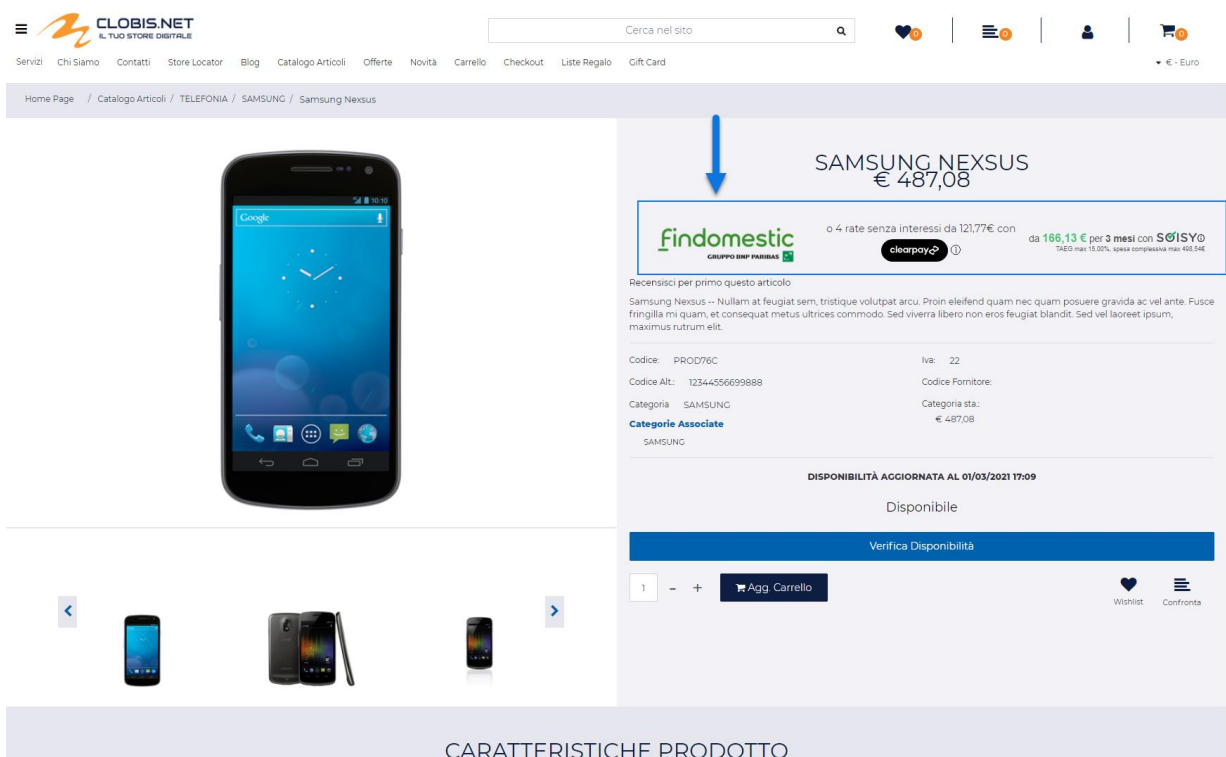 CLOBIS.NET
IL TUO STORE DIGITALE
Cerca nel sito
0
0
0
Servizi Chi Siamo Contatti Store Locator Blog Catalogo Articoli Offerte Novità Carrello Checkout Liste Regalo Gift Card € - Euro
Home Page / Catalogo Articoli / TELEFONIA / SAMSUNG / Samsung Nexsus
10:10
Google
SAMSUNG NEXSUS
€ 487,08
findomestic
GRUPPO BNP PARIBAS
o 4 rate senza interessi da 121,77€ con
clearpay
da 166,13 € per 3 mesi con SOISY
TAEG max 15.00%, spesa complessiva max 498.54€
Recensisci per primo questo articolo
Samsung Nexsus -- Nullam at feugiat sem, tristique volutpat arcu. Proin eleifend quam nec quam posuere gravida ac vel ante. Fusce
fringilla mi quam, et consequat metus ultrices commodo. Sed viverra libero non eros feugiat blandit. Sed vel laoreet ipsum,
maximus rutrum elit.
Codice: PROD76C Iva: 22
Codice Alt.: 12344556699888 Codice Fornitore:
Categoria SAMSUNG Categoria sta.:
€ 487,08
Categorie Associate
SAMSUNG
DISPONIBILITÀ AGGIORNATA AL 01/03/2021 17:09
Disponibile
Verifica Disponibilità
1 - + Agg. Carrello
Wishlist Confronta
CARATTERISTICHE PRODOTTO